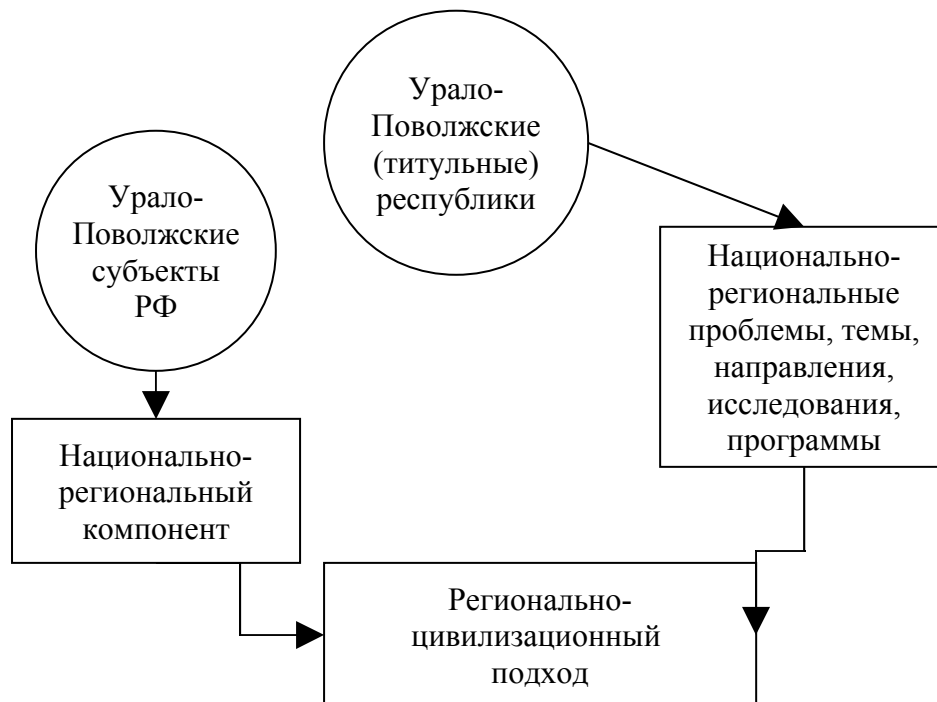 Урало-
Поволжские
(титульные)
республики
Урало-
Поволжские
субъекты
РФ
Национально-
региональные
проблемы, темы,
направления,
исследования,
программы
Национально-
региональный
компонент
Регионально-
цивилизационный
подход